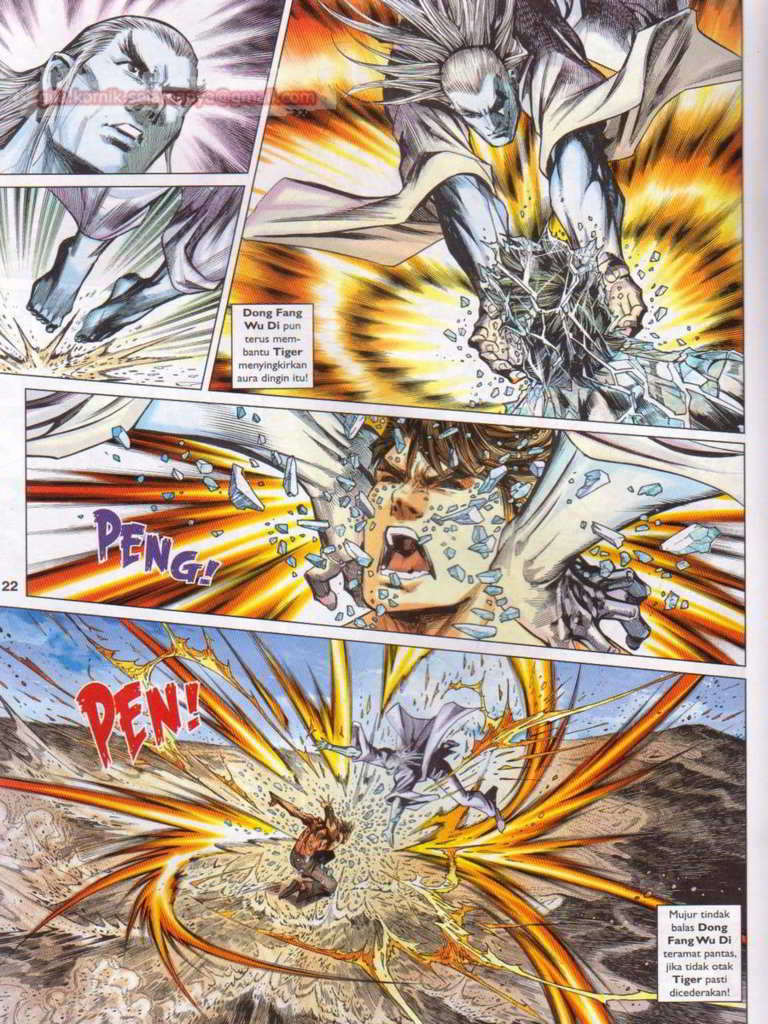 Dong Fang
Wu Di pun
terus mem-
bantu Tiger
menyingkirkan
aura dingin itu!
PENG!
22
PEN!
Mujur tindak
balas Dong
Fang Wu Di
teramat pantas,
jika tidak otak
Tiger pasti
dicederakan!